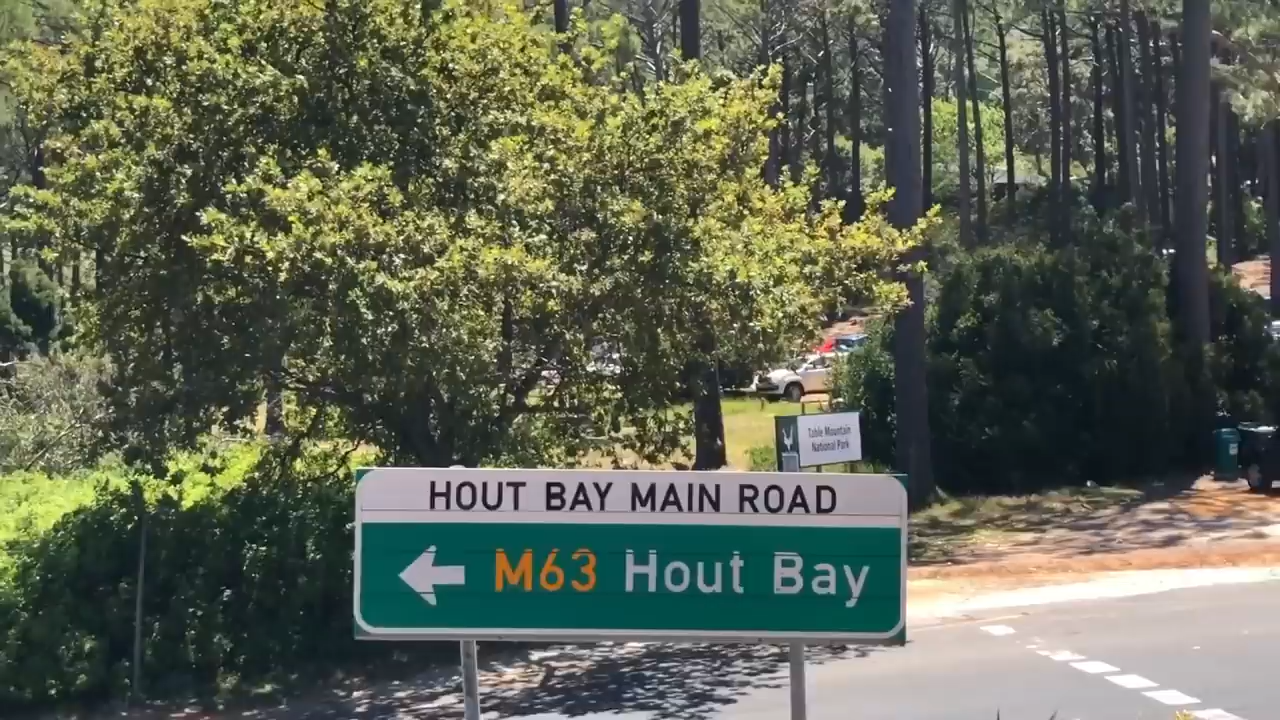 Table Mountain
National Park
HOUT BAY MAIN ROAD
M63 Hout Bay